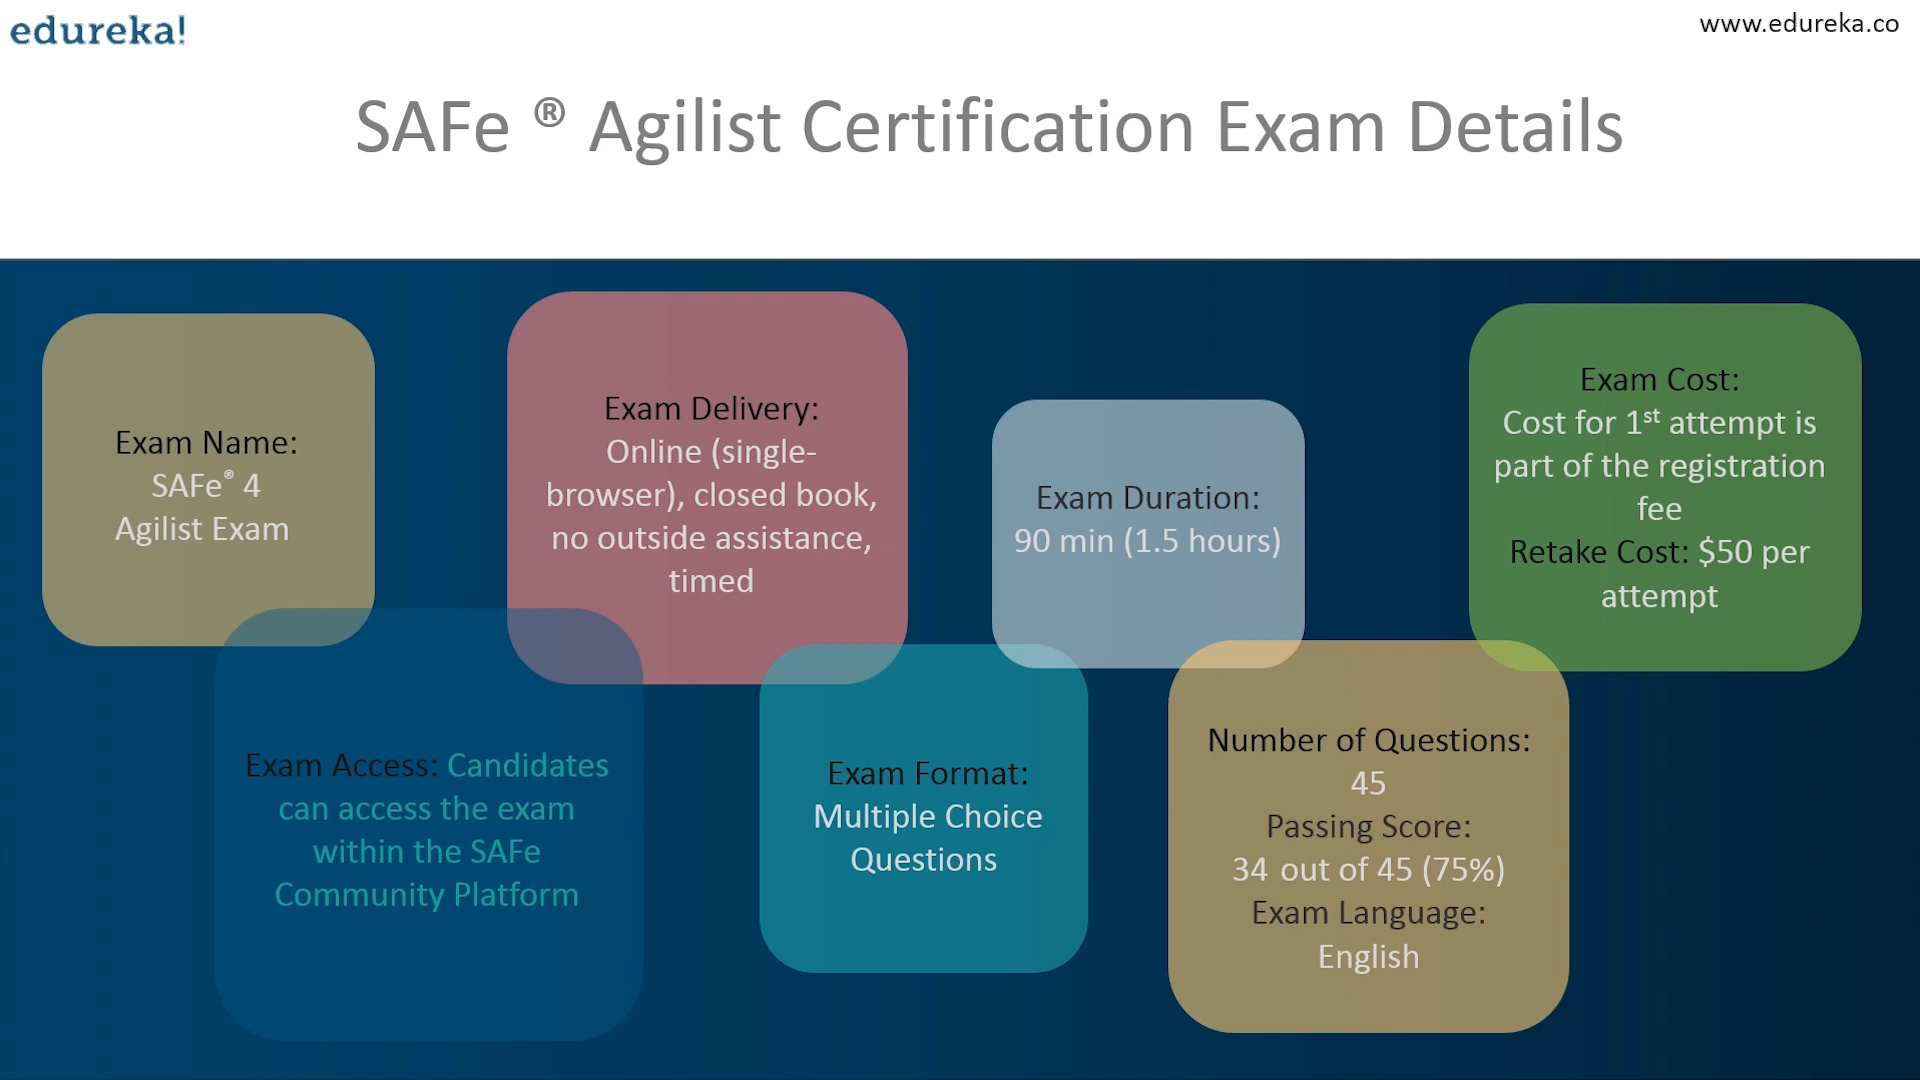 edureka!
www.edureka.co
SAFe ® Agilist Certification Exam Details
Exam Name:
SAFe® 4
Agilist Exam
Exam Access: Candidates
can access the exam
within the SAFe
Community Platform
Exam Delivery:
Online (single-
browser), closed book,
no outside assistance,
timed
Exam Format:
Multiple Choice
Questions
Exam Duration:
90 min (1.5 hours)
Number of Questions:
45
Passing Score:
34 out of 45 (75%)
Exam Language:
English
Exam Cost:
Cost for 1st attempt is
part of the registration
fee
Retake Cost: $50 per
attempt